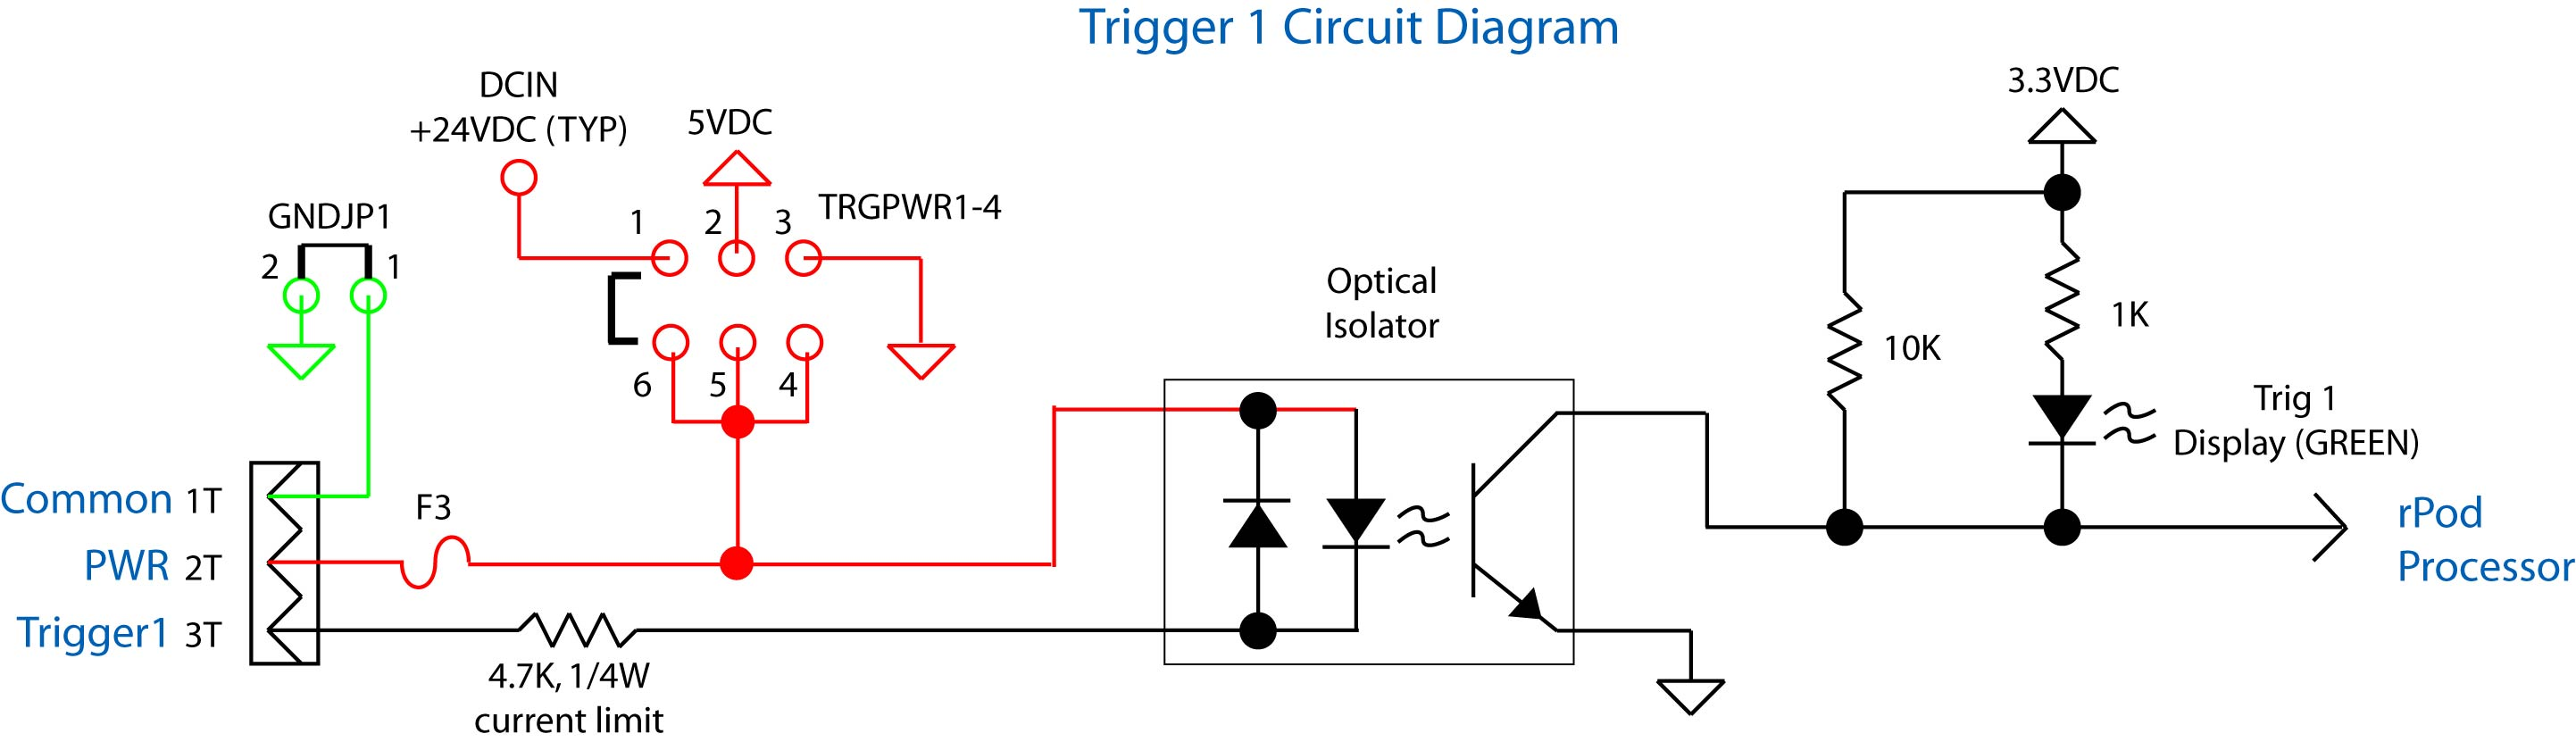 Trigger 1 Circuit Diagram
DCIN
+24VDC (TYP)
5VDC
3.3VDC
GNDJP1
2
1
1
2
3
TRGPWR1-4
6
5
4
Optical
Isolator
10K
1K
Trig 1
Display (GREEN)
Common 1T
PWR 2T
Trigger1 3T
F3
4.7K, 1/4W
current limit
rPod
Processor